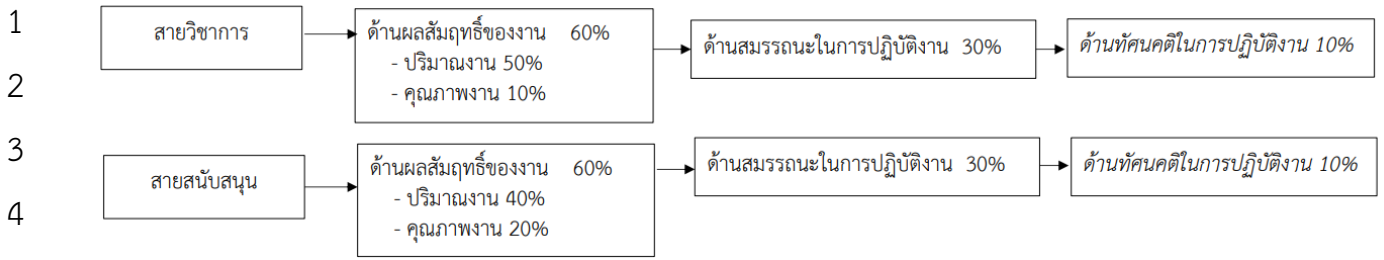 1
สายวิชาการ
ด้านผลสัมฤทธิ์ของงาน 60%
- ปริมาณงาน 50%
- คุณภาพงาน 10%
ด้านสมรรถนะในการปฏิบัติงาน 30%
ด้านทัศนคติในการปฏิบัติงาน 10%
2
3
สายสนับสนุน
ด้านผลสัมฤทธิ์ของงาน 60%
- ปริมาณงาน 40%
- คุณภาพงาน 20%
ด้านสมรรถนะในการปฏิบัติงาน 30%
ด้านทัศนคติในการปฏิบัติงาน 10%
4